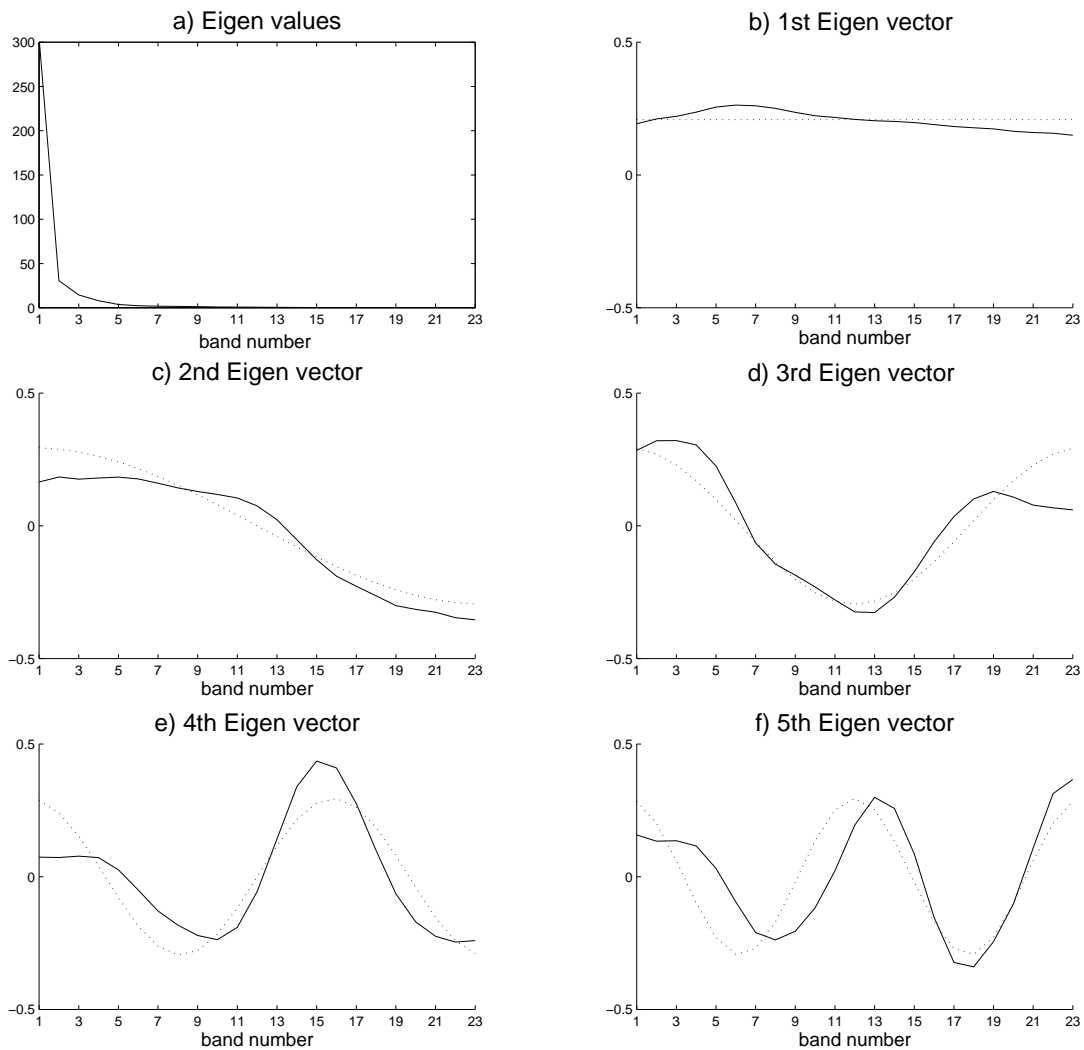 a) Eigen values
300
250
200
150
100
50
0
1 3 5 7 9 11 13 15 17 19 21 23
band number
b) 1st Eigen vector
0.5
0
−0.5
1 3 5 7 9 11 13 15 17 19 21 23
c) 2nd Eigen vector
0.5
0
−0.5
1 3 5 7 9 11 13 15 17 19 21 23
band number
d) 3rd Eigen vector
0.5
0
−0.5
1 3 5 7 9 11 13 15 17 19 21 23
band number
e) 4th Eigen vector
0.5
0
−0.5
1 3 5 7 9 11 13 15 17 19 21 23
band number
f) 5th Eigen vector
0.5
0
−0.5
1 3 5 7 9 11 13 15 17 19 21 23
band number